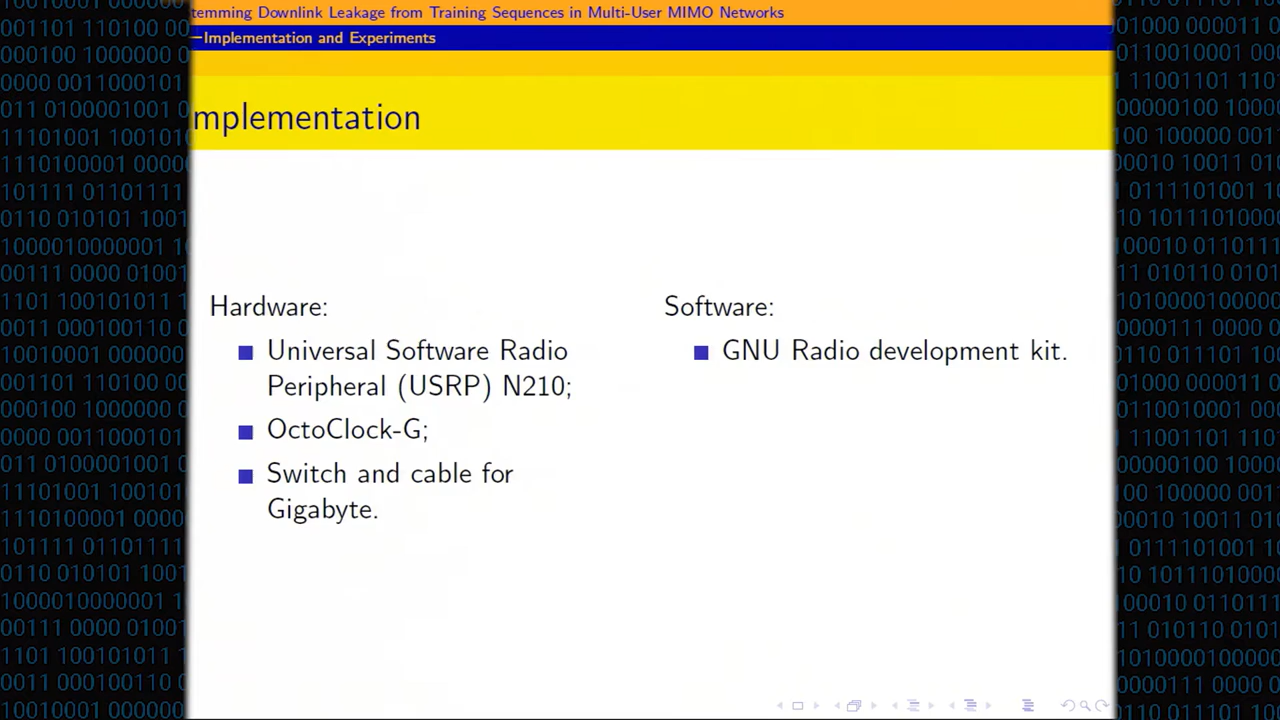 temming Downlink Leakage from Training Sequences in Multi-User MIMO Networks
Implementation and Experiments
mplementation
Hardware:
Universal Software Radio
Peripheral (USRP) N210;
OctoClock-G;
Switch and cable for
Gigabyte.
Software:
GNU Radio development kit.